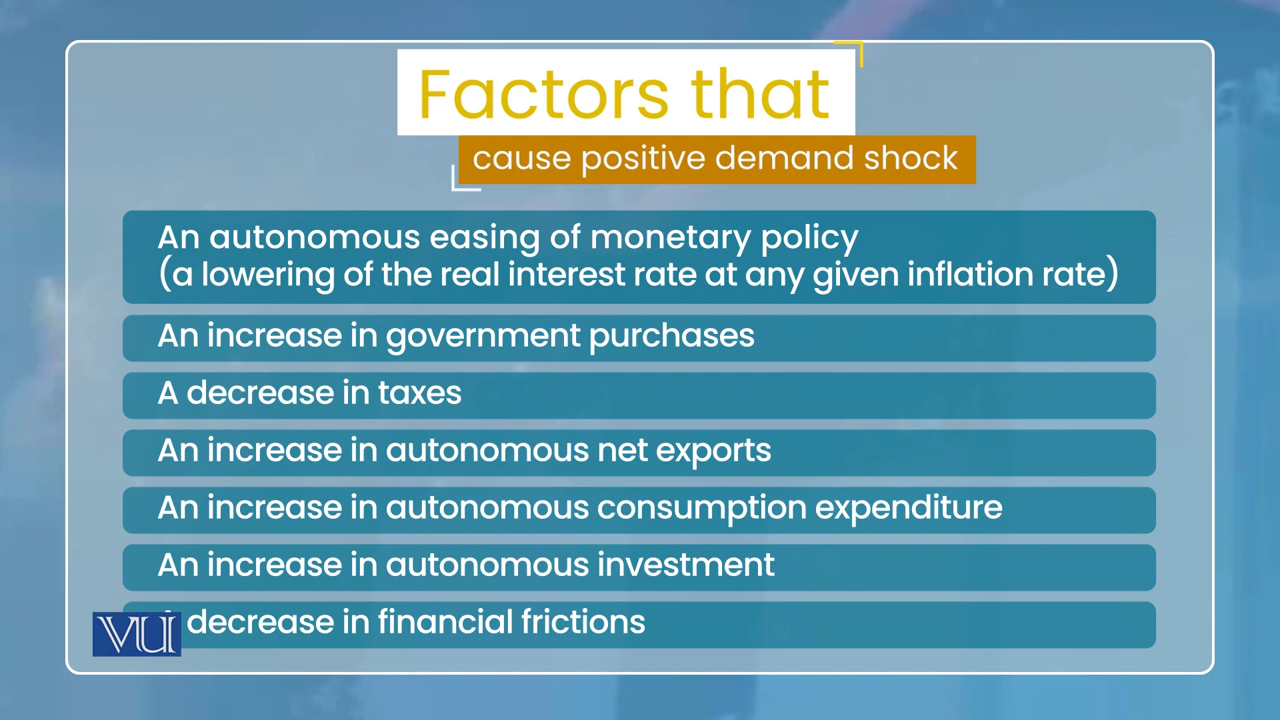 Factors that
cause positive demand shock
An autonomous easing of monetary policy
(a lowering of the real interest rate at any given inflation rate)
An increase in government purchases
A decrease in taxes
An increase in autonomous net exports
An increase in autonomous consumption expenditure
An increase in autonomous investment
decrease in financial frictions
VU